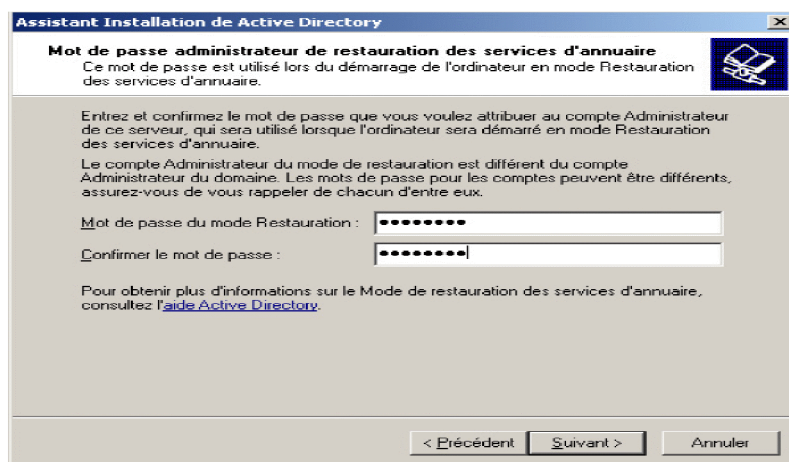 Assistant Installation de Active Directory
Mot de passe administrateur de restauration des services d'annuaire
Ce mot de passe est utilisé lors du démarrage de l'ordinateur en mode Restauration
des services d'annuaire.
Entrez et confirmez le mot de passe que vous voulez attribuer au compte Administrateur
de ce serveur, qui sera utilisé lorsque l'ordinateur sera démarré en mode Restauration
des services d'annuaire.
Le compte Administrateur du mode de restauration est différent du compte
Administrateur du domaine. Les mots de passe pour les comptes peuvent être différents,
assurez-vous de vous rappeler de chacun d'entre eux.
Mot de passe du mode Restauration : ●●●●●●●●
Confirmer le mot de passe : ●●●●●●●●
Pour obtenir plus d'informations sur le Mode de restauration des services d'annuaire,
consultez l'aide Active Directory.
< Précédent Suivant > Annuler